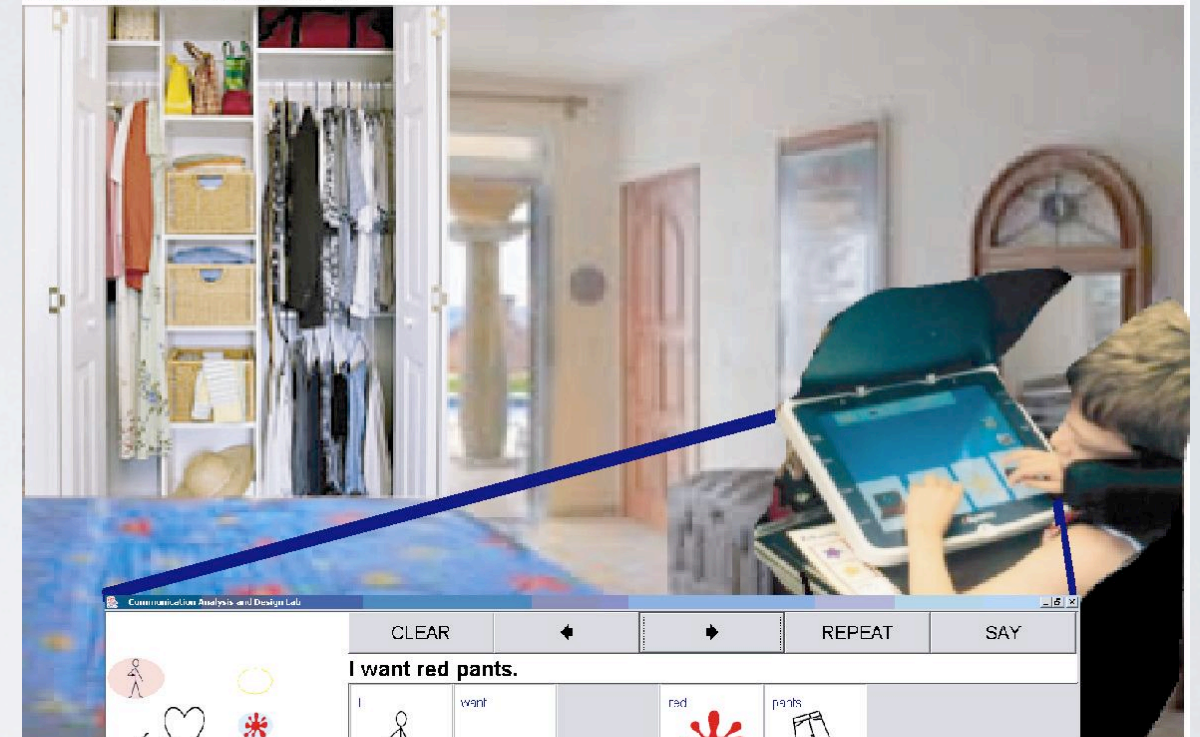 Communication Analysis and Design Lab
CLEAR REPEAT SAY
I want red pants.
I want red pants